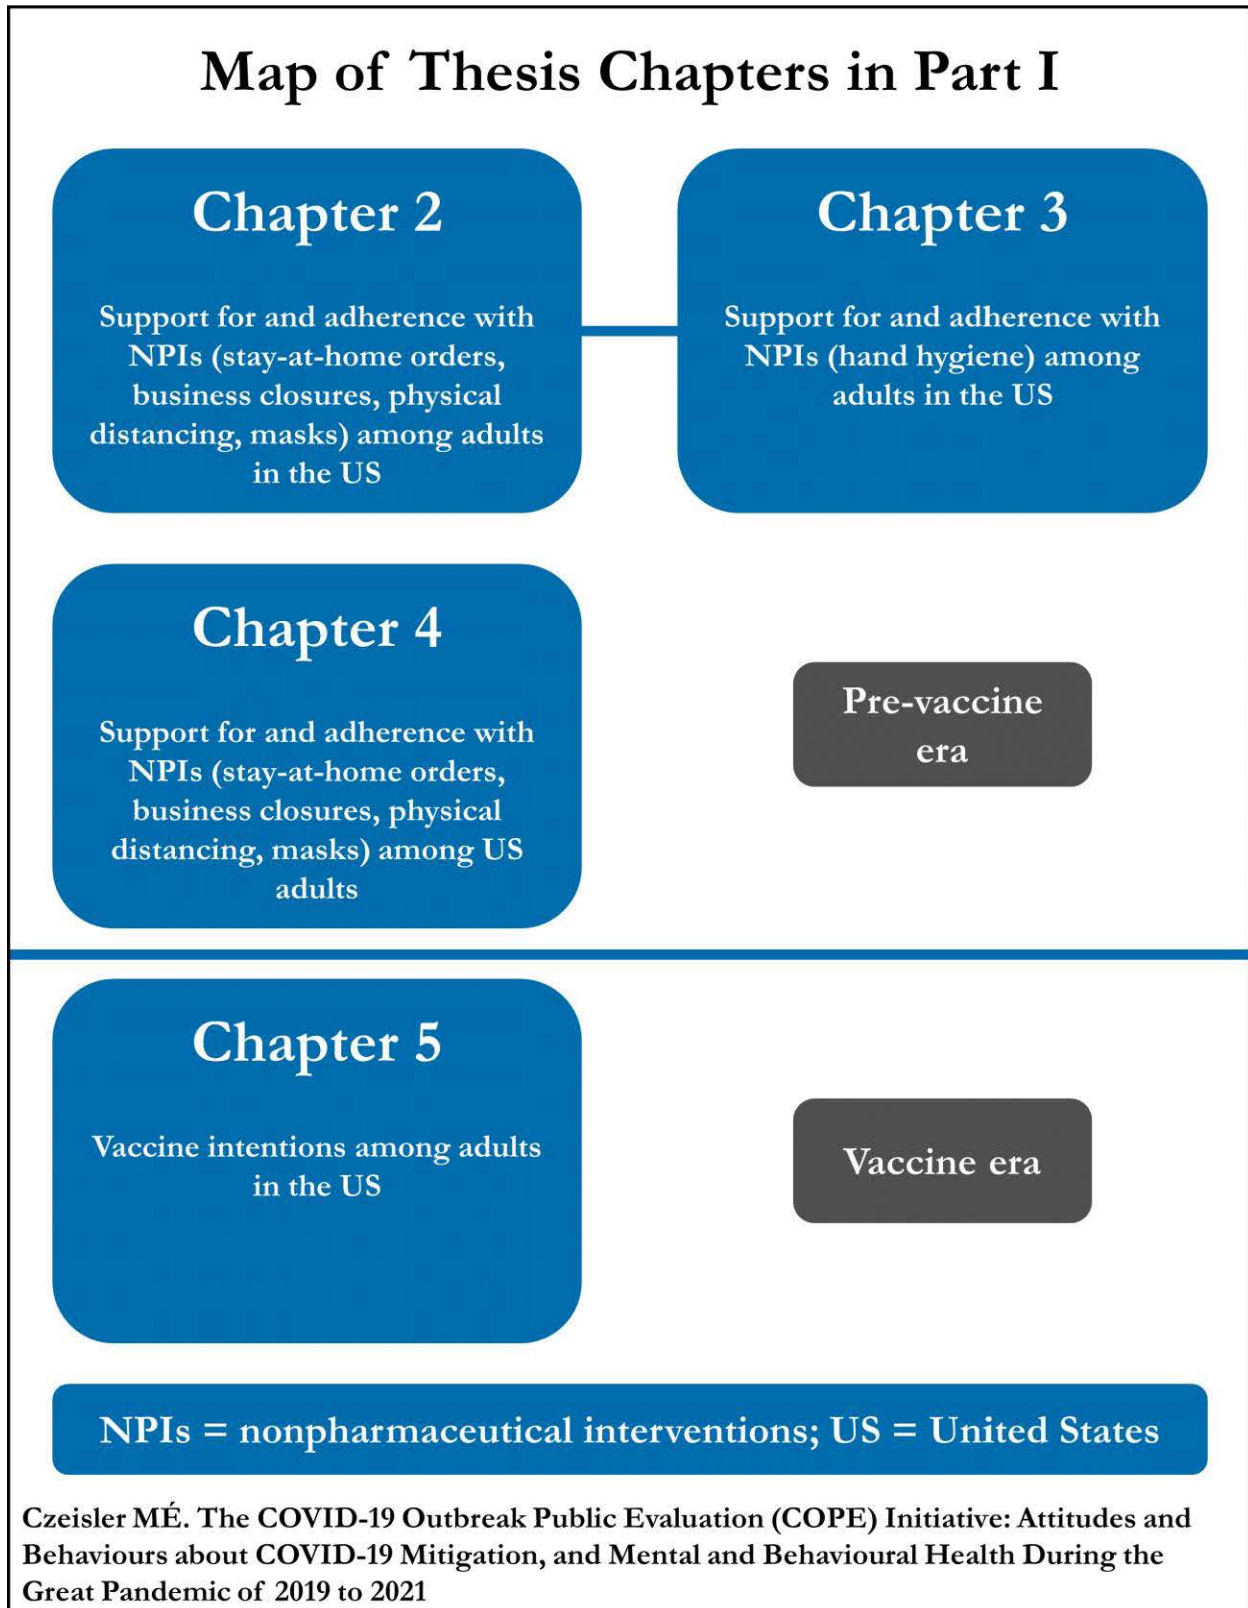 Map of Thesis Chapters in Part I
Chapter 2
Support for and adherence with
NPIs (stay-at-home orders,
business closures, physical
distancing, masks) among adults
in the US
Chapter 3
Support for and adherence with
NPIs (hand hygiene) among
adults in the US
Chapter 4
Support for and adherence with
NPIs (stay-at-home orders,
business closures, physical
distancing, masks) among US
adults
Pre-vaccine
era
Chapter 5
Vaccine intentions among adults
in the US
Vaccine era
NPIs = nonpharmaceutical interventions; US = United States
Czeisler MÉ. The COVID-19 Outbreak Public Evaluation (COPE) Initiative: Attitudes and
Behaviours about COVID-19 Mitigation, and Mental and Behavioural Health During the
Great Pandemic of 2019 to 2021